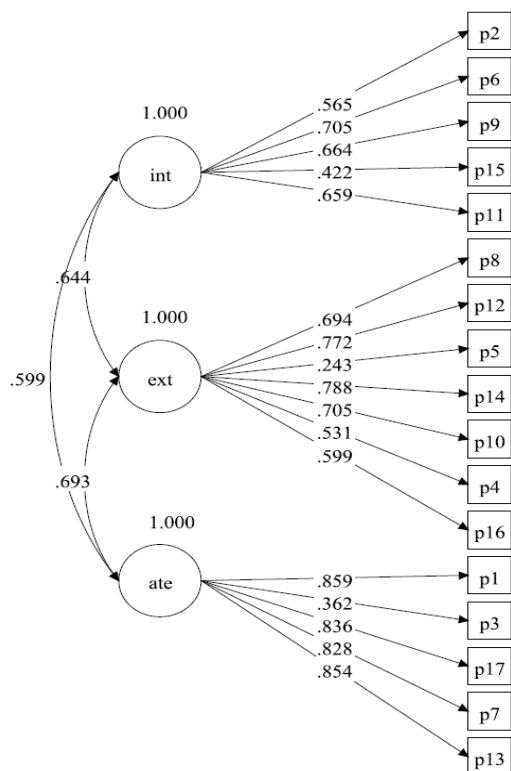 p2
p6
.565
1.000
.705
p9
.664
p15
int
.422
p11
.659
p8
.644
.694
1.000
p12
.772
p5
.243
.599
ext
p14
.788
.705
p10
.531
p4
.693
.599
p16
1.000
p1
ate
.859
.362
p3
.836
p17
.828
.854
p7
p13